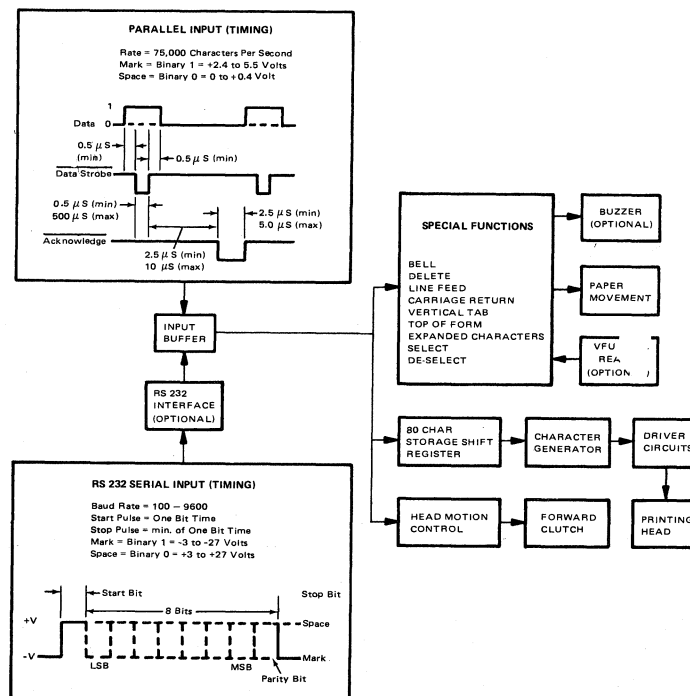 PARALLEL INPUT (TIMING)
Rate = 75,000 Characters Per Second
Mark = Binary 1 = +2.4 to 5.5 Volts
Space = Binary 0 = 0 to +0.4 Volt
1
Data 0
0.5 μ S
(min)
0.5 μ S (min)
Data Strobe
0.5 μ S (min)
500 μS (max)
2.5 μ S (min)
5.0 μS (max)
Acknowledge
2.5 μ S (min)
10 μS (max)
INPUT
BUFFER
RS 232
INTERFACE
(OPTIONAL)
SPECIAL FUNCTIONS
BELL
DELETE
LINE FEED
CARRIAGE RETURN
VERTICAL TAB
TOP OF FORM
EXPANDED CHARACTERS
SELECT
DE-SELECT
BUZZER
(OPTIONAL)
PAPER
MOVEMENT
VFU
80 CHAR
STORAGE SHIFT
REGISTER
CHARACTER
GENERATOR
DRIVER
CIRCUITS
HEAD MOTION
CONTROL
FORWARD
CLUTCH
PRINTING
HEAD
RS 232 SERIAL INPUT (TIMING)
Baud Rate = 100 – 9600
Start Pulse = One Bit Time
Stop Pulse = min. of One Bit Time
Mark = Binary 1 = -3 to -27 Volts
Space = Binary 0 = +3 to +27 Volts
Start Bit
Stop Bit
8 Bits
+V
Space
-V
Mark
LSB
MSB
Parity Bit